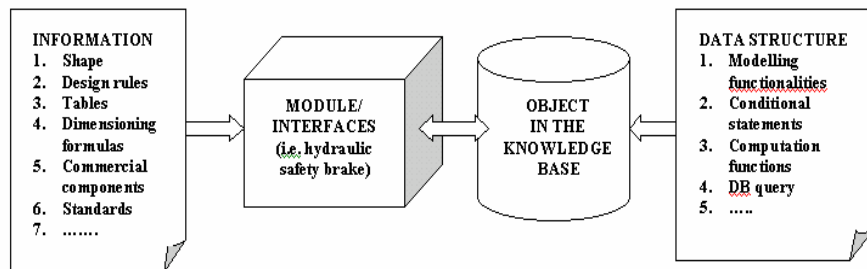 INFORMATION
1. Shape
2. Design rules
3. Tables
4. Dimensioning
formulas
5. Commercial
components
6. Standards
7. …….
MODULE/
INTERFACES
(i.e. hydraulic
safety brake)
OBJECT
IN THE
KNOWLEDGE
BASE
DATA STRUCTURE
1. Modelling
functionalities
2. Conditional
statements
3. Computation
functions
4. DB query
5. …..